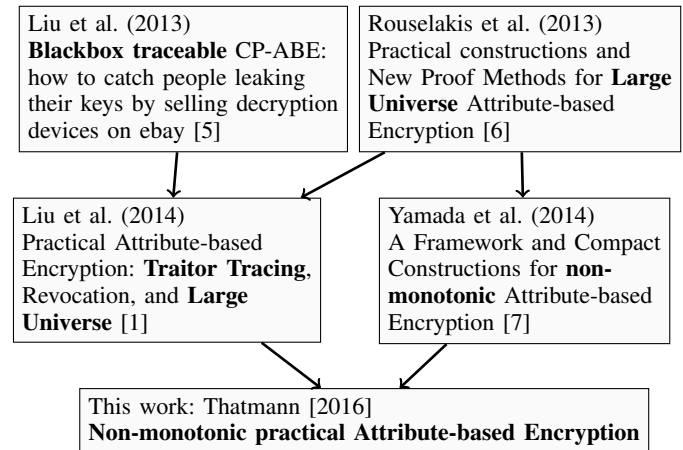 Liu et al. (2013)
Blackbox traceable CP-ABE:
how to catch people leaking
their keys by selling decryption
devices on ebay [5]
Rouselakis et al. (2013)
Practical constructions and
New Proof Methods for Large
Universe Attribute-based
Encryption [6]
Liu et al. (2014)
Practical Attribute-based
Encryption: Traitor Tracing,
Revocation, and Large
Universe [1]
Yamada et al. (2014)
A Framework and Compact
Constructions for non-
monotonic Attribute-based
Encryption [7]
This work: Thatmann [2016]
Non-monotonic practical Attribute-based Encryption